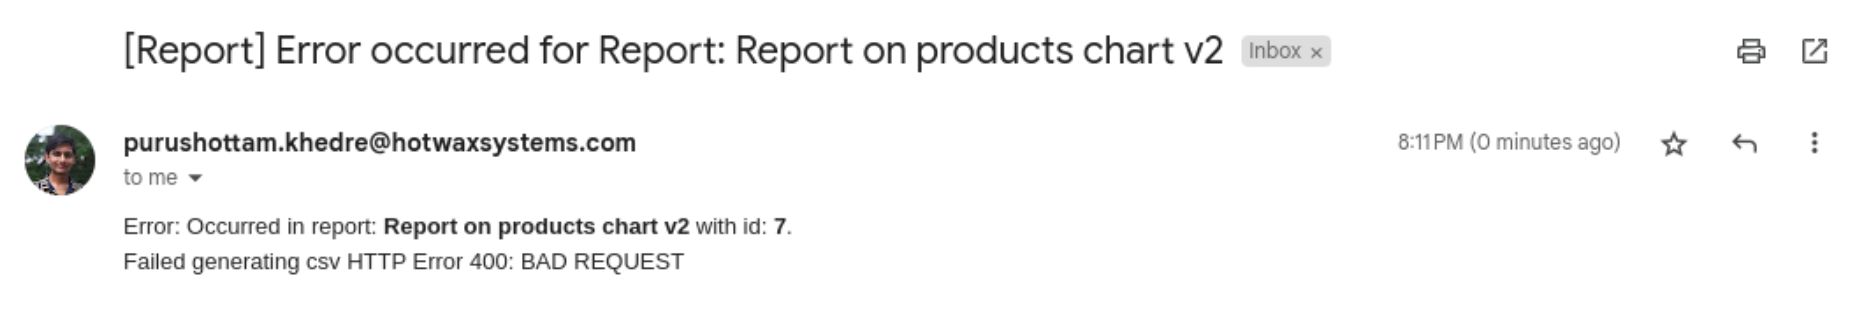 [Report] Error occurred for Report: Report on products chart v2 Inbox ×
purushottam.khedre@hotwaxsystems.com 8:11 PM (0 minutes ago)
to me
Error: Occurred in report: Report on products chart v2 with id: 7.
Failed generating csv HTTP Error 400: BAD REQUEST